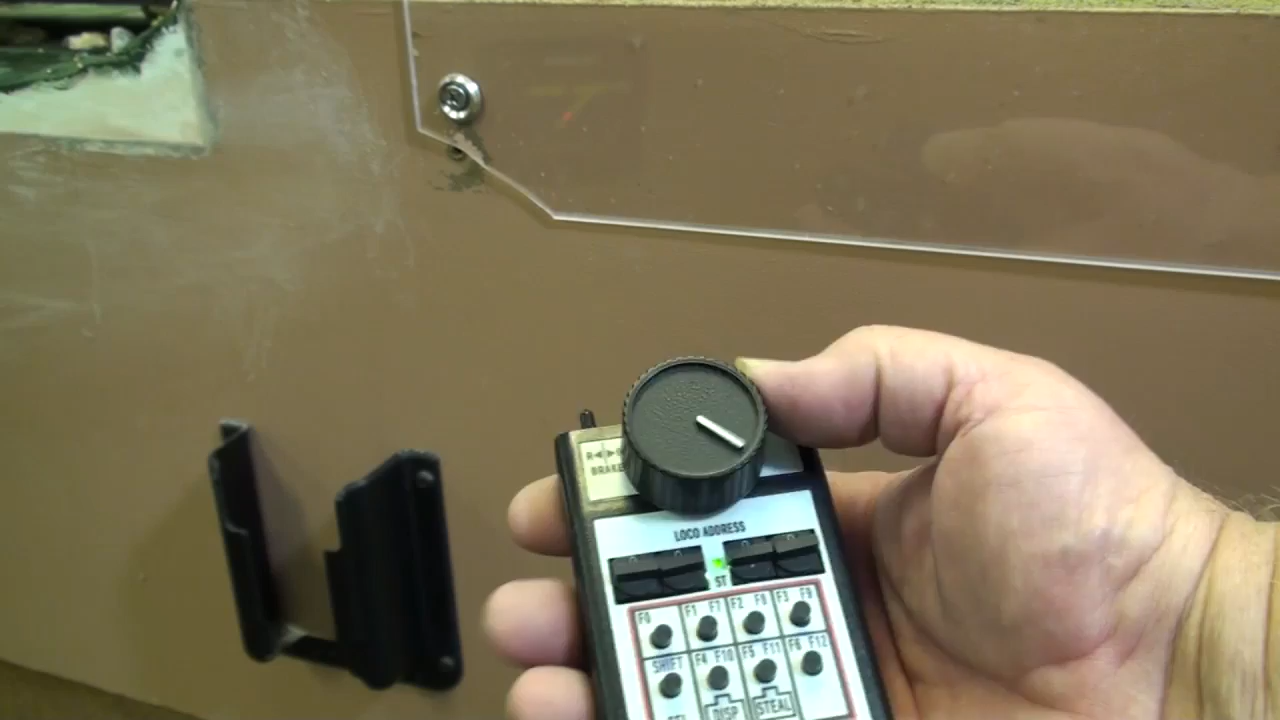 R◄►
BRAKE
LOCO ADDRESS
ST
F0 F1 F7 F2 F8 F3 F9
SHIFT F4 F10 F5 F11 F6 F12
DISP STEAL